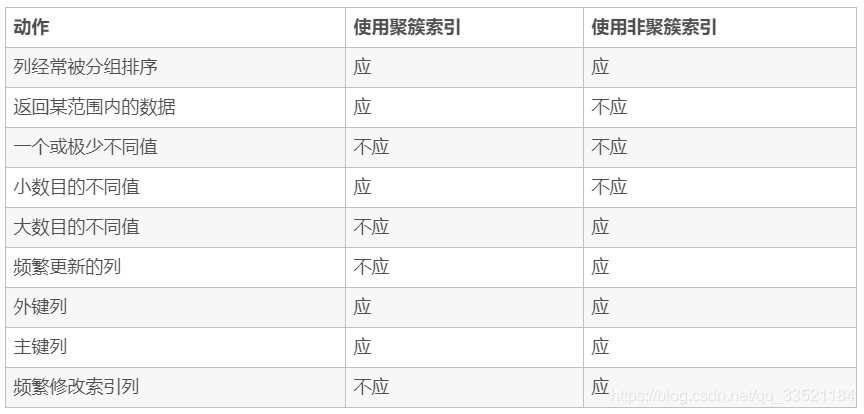 动作 使用聚簇索引 使用非聚簇索引
列经常被分组排序 应 应
返回某范围内的数据 应 不应
一个或极少不同值 不应 不应
小数目的不同值 应 不应
大数目的不同值 不应 应
频繁更新的列 不应 应
外键列 应 应
主键列 应 应
频繁修改索引列 不应 应
https://blog.csdn.net/qq_33521184